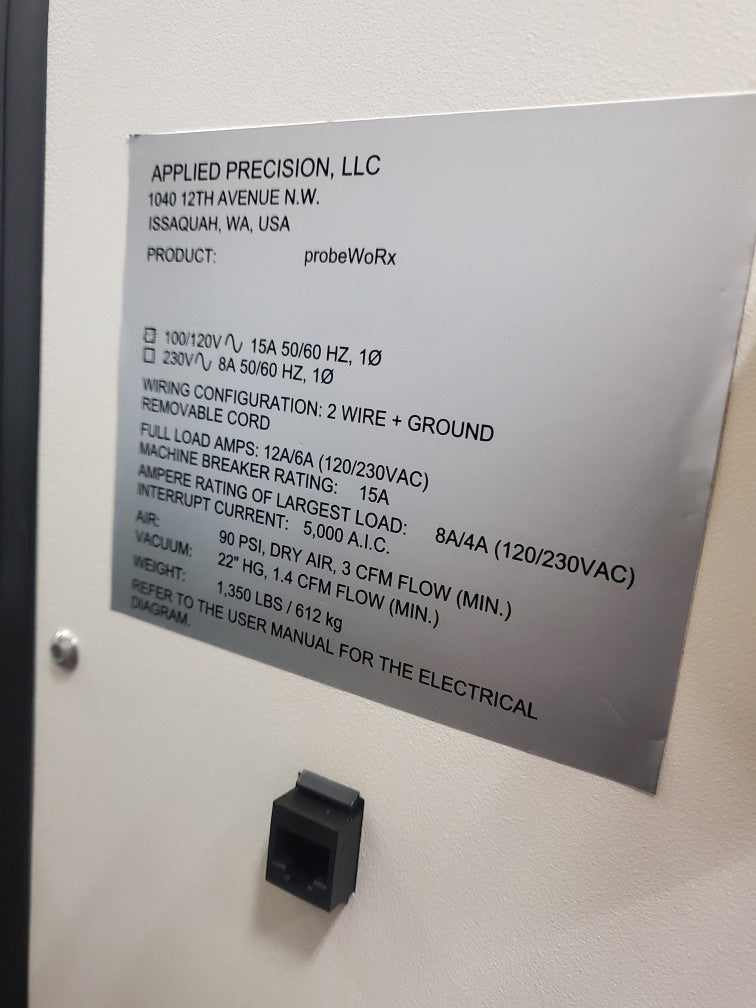 APPLIED PRECISION, LLC
1040 12TH AVENUE N.W.
ISSAQUAH, WA, USA
PRODUCT: probeWoRx
☒ 100/120V∿ 15A 50/60 HZ, 1Ø
☐ 230V∿ 8A 50/60 HZ, 1Ø
WIRING CONFIGURATION: 2 WIRE + GROUND
REMOVABLE CORD
FULL LOAD AMPS: 12A/6A (120/230VAC)
MACHINE BREAKER RATING: 15A
AMPERE RATING OF LARGEST LOAD: 8A/4A (120/230VAC)
INTERRUPT CURRENT: 5,000 A.I.C.
AIR: 90 PSI, DRY AIR, 3 CFM FLOW (MIN.)
VACUUM: 22" HG, 1.4 CFM FLOW (MIN.)
WEIGHT: 1,350 LBS / 612 kg
REFER TO THE USER MANUAL FOR THE ELECTRICAL
DIAGRAM.